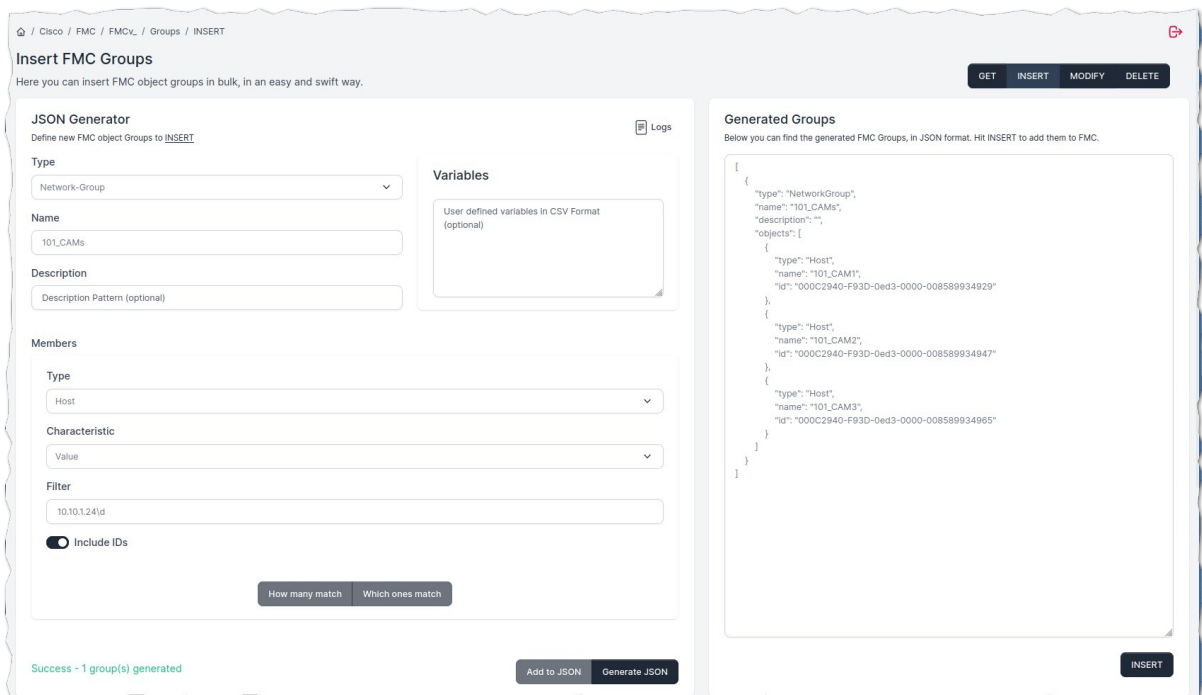 / Cisco / FMC / FMCv_ / Groups / INSERT
Insert FMC Groups
Here you can insert FMC object groups in bulk, in an easy and swift way.
GET INSERT MODIFY DELETE
JSON Generator
Define new FMC object Groups to INSERT
Logs
Type
Network-Group
Name
101_CAMs
Description
Description Pattern (optional)
Variables
User defined variables in CSV Format
(optional)
Members
Type
Host
Characteristic
Value
Filter
10.10.1.24\d
Include IDs
How many match Which ones match
Success - 1 group(s) generated
Add to JSON Generate JSON
Generated Groups
Below you can find the generated FMC Groups, in JSON format. Hit INSERT to add them to FMC.
[
{
"type": "NetworkGroup",
"name": "101_CAMs",
"description": "",
"objects": [
{
"type": "Host",
"name": "101_CAM1",
"id": "000C2940-F93D-0ed3-0000-008589934929"
},
{
"type": "Host",
"name": "101_CAM2",
"id": "000C2940-F93D-0ed3-0000-008589934947"
},
{
"type": "Host",
"name": "101_CAM3",
"id": "000C2940-F93D-0ed3-0000-008589934965"
}
]
}
]
INSERT